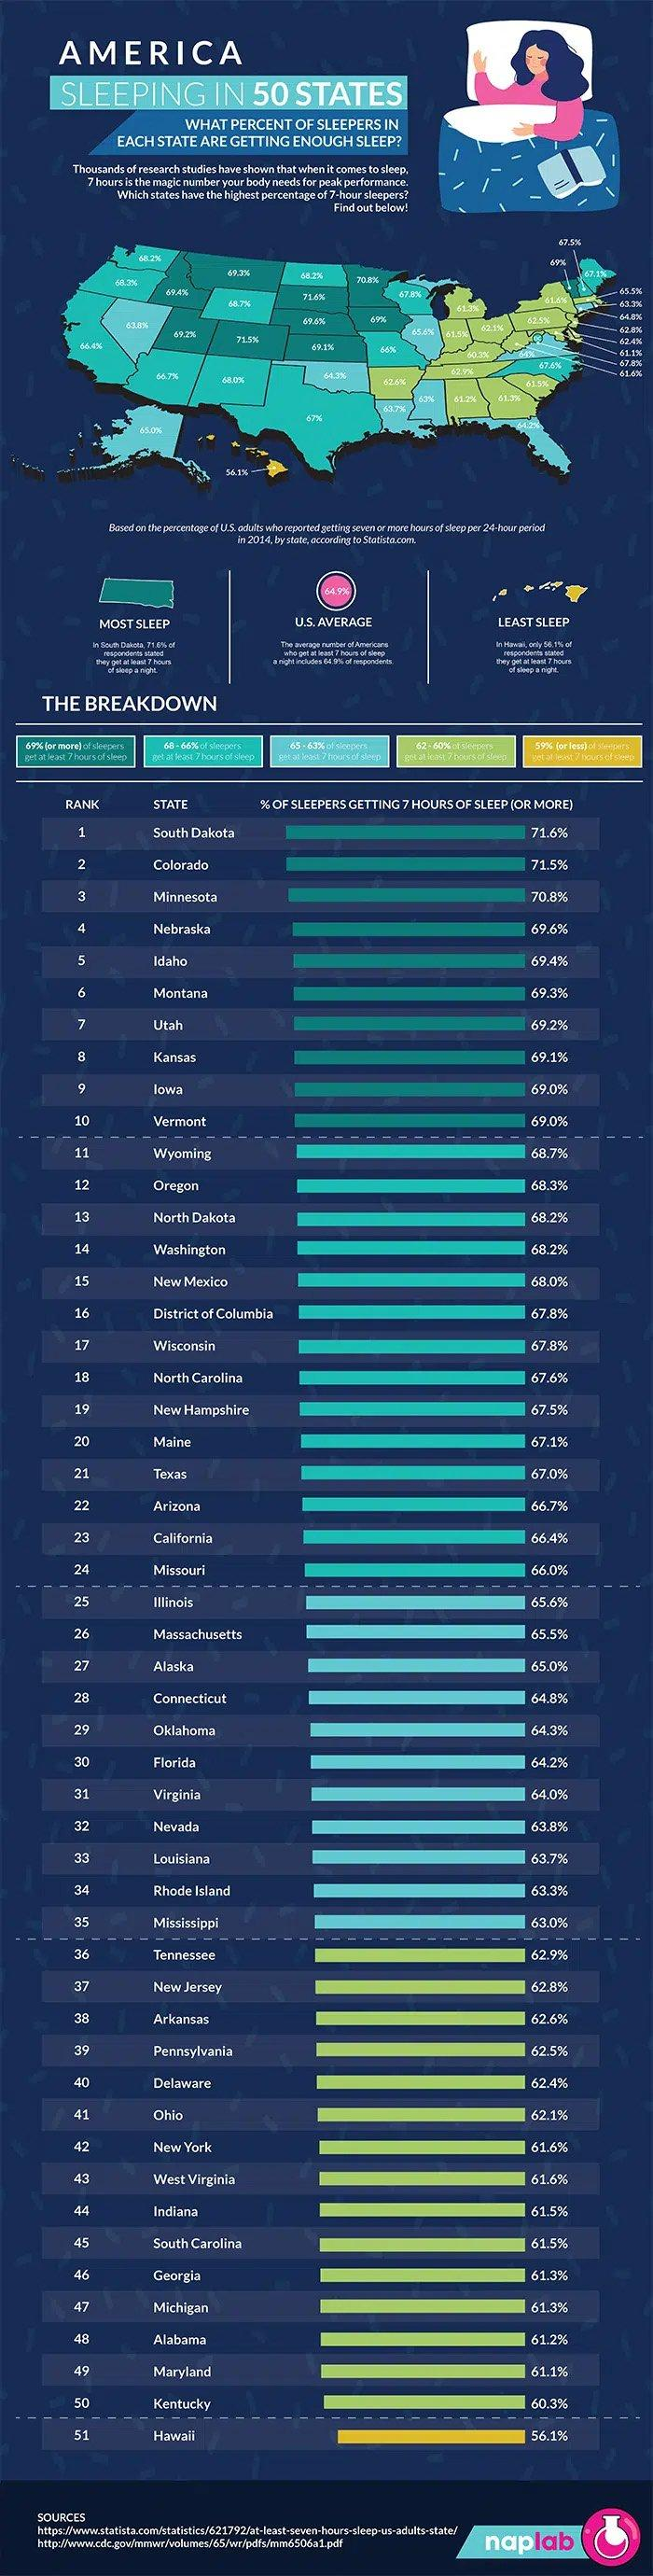 AMERICA
SLEEPING IN 50 STATES
WHAT PERCENT OF SLEEPERS IN
EACH STATE ARE GETTING ENOUGH SLEEP?
Thousands of research studies have shown that when it comes to sleep,
7 hours is the magic number your body needs for peak performance.
Which states have the highest percentage of 7-hour sleepers?
Find out below!
67.5%
69%
67.1%
68.2%
68.3%
69.4%
69.3%
68.2%
70.8%
67.8%
71.6%
68.7%
61.3%
61.6%
65.5%
63.3%
64.8%
62.8%
62.4%
61.1%
67.8%
61.6%
63.8%
66.4%
69.2%
71.5%
69.6%
69%
65.6%
61.5%
62.1%
62.5%
69.1%
66%
60.3%
64%
67.6%
66.7%
68.0%
64.3%
62.6%
62.9%
61.5%
63.7%
63%
61.2%
61.3%
67%
64.2%
65.0%
56.1%
Based on the percentage of U.S. adults who reported getting seven or more hours of sleep per 24-hour period
in 2014, by state, according to Statista.com.
MOST SLEEP
In South Dakota, 71.6% of
respondents stated
they get at least 7 hours
of sleep a night.
64.9%
U.S. AVERAGE
The average number of Americans
who get at least 7 hours of sleep
a night includes 64.9% of respondents.
LEAST SLEEP
In Hawaii, only 56.1% of
respondents stated
they get at least 7 hours
of sleep a night.
THE BREAKDOWN
69% (or more) of sleepers
get at least 7 hours of sleep
68 - 66% of sleepers
get at least 7 hours of sleep
65 - 63% of sleepers
get at least 7 hours of sleep
62 - 60% of sleepers
get at least 7 hours of sleep
59% (or less) of sleepers
get at least 7 hours of sleep
RANK STATE % OF SLEEPERS GETTING 7 HOURS OF SLEEP (OR MORE)
1 South Dakota 71.6%
2 Colorado 71.5%
3 Minnesota 70.8%
4 Nebraska 69.6%
5 Idaho 69.4%
6 Montana 69.3%
7 Utah 69.2%
8 Kansas 69.1%
9 Iowa 69.0%
10 Vermont 69.0%
11 Wyoming 68.7%
12 Oregon 68.3%
13 North Dakota 68.2%
14 Washington 68.2%
15 New Mexico 68.0%
16 District of Columbia 67.8%
17 Wisconsin 67.8%
18 North Carolina 67.6%
19 New Hampshire 67.5%
20 Maine 67.1%
21 Texas 67.0%
22 Arizona 66.7%
23 California 66.4%
24 Missouri 66.0%
25 Illinois 65.6%
26 Massachusetts 65.5%
27 Alaska 65.0%
28 Connecticut 64.8%
29 Oklahoma 64.3%
30 Florida 64.2%
31 Virginia 64.0%
32 Nevada 63.8%
33 Louisiana 63.7%
34 Rhode Island 63.3%
35 Mississippi 63.0%
36 Tennessee 62.9%
37 New Jersey 62.8%
38 Arkansas 62.6%
39 Pennsylvania 62.5%
40 Delaware 62.4%
41 Ohio 62.1%
42 New York 61.6%
43 West Virginia 61.6%
44 Indiana 61.5%
45 South Carolina 61.5%
46 Georgia 61.3%
47 Michigan 61.3%
48 Alabama 61.2%
49 Maryland 61.1%
50 Kentucky 60.3%
51 Hawaii 56.1%
SOURCES
https://www.statista.com/statistics/621792/at-least-seven-hours-sleep-us-adults-state/
http://www.cdc.gov/mmwr/volumes/65/wr/pdfs/mm6506a1.pdf
naplab